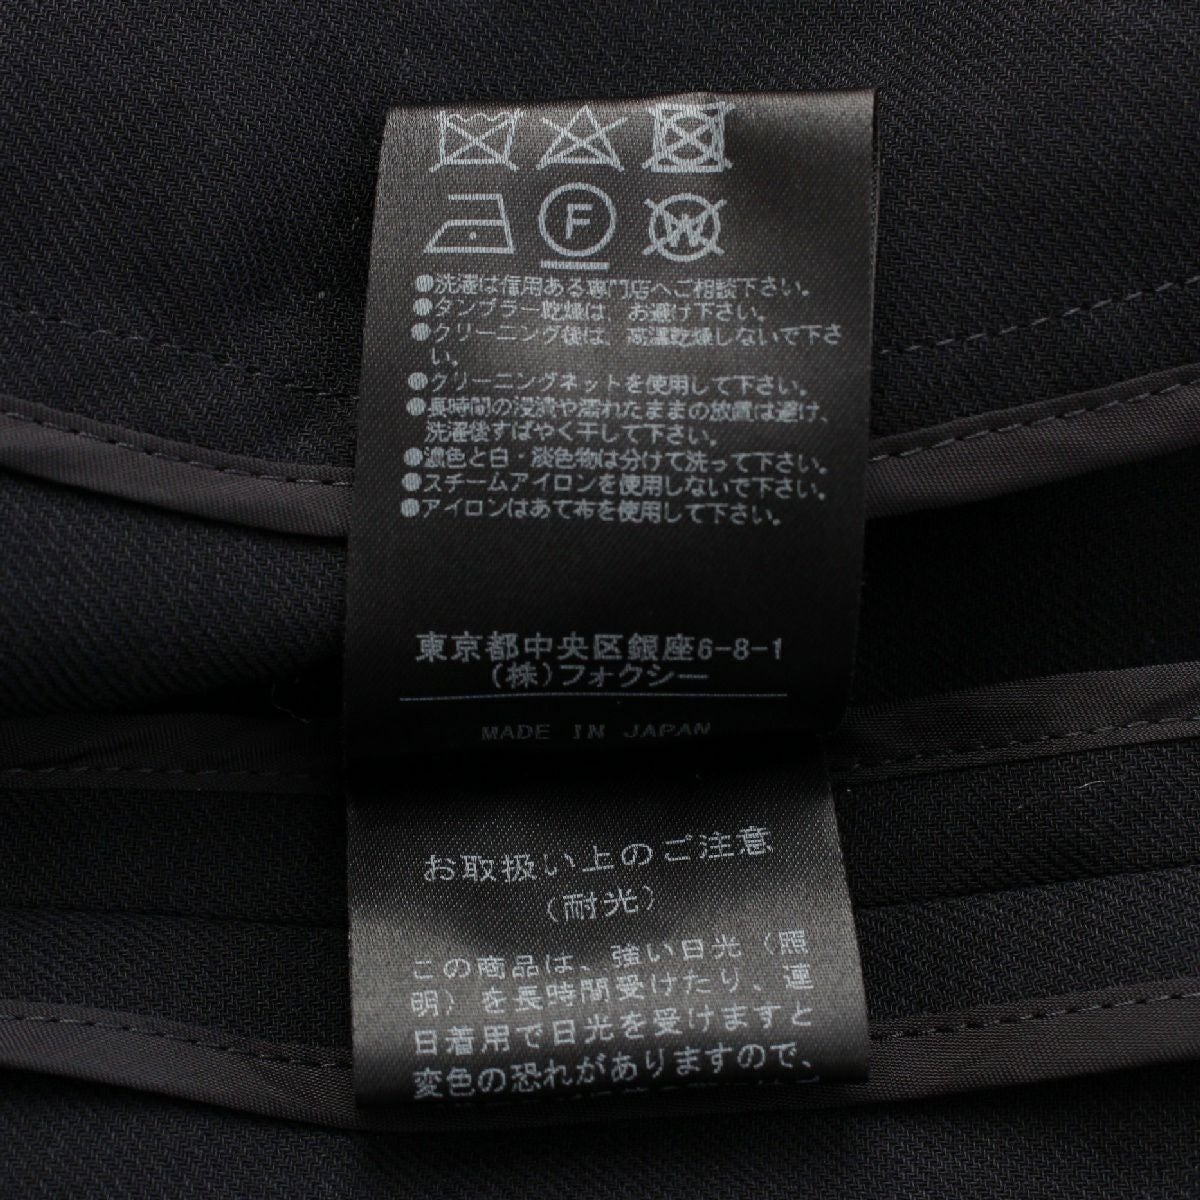 F W
●洗濯は信用ある専門店へご相談下さい。
●タンブラー乾燥は、お避け下さい。
●クリーニング後は、高温乾燥しないで下さ
い。
●クリーニングネットを使用して下さい。
●長時間の浸漬や濡れたままの放置は避け、
洗濯後すばやく干して下さい。
●濃色と白・淡色物は分けて洗って下さい。
●スチームアイロンを使用しないで下さい。
●アイロンはあて布を使用して下さい。
東京都中央区銀座6-8-1
(株)フォクシー
MADE IN JAPAN
お取扱い上のご注意
(耐光)
この商品は、強い日光(照
明)を長時間受けたり、連
日着用で日光を受けますと
変色の恐れがありますので、